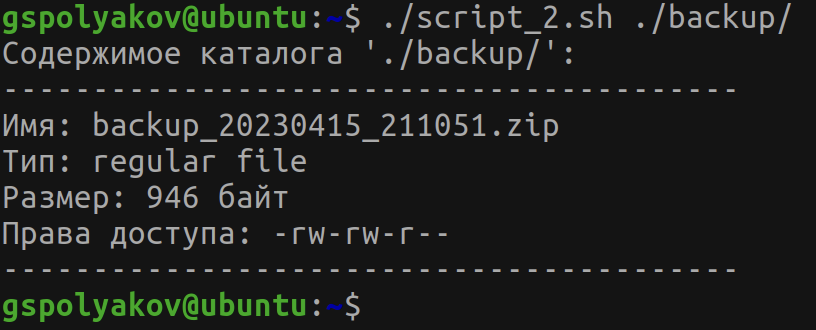 gspolyakov@ubuntu:~$ ./script_2.sh ./backup/
Содержимое каталога './backup/':
-----------------------------------------
Имя: backup_20230415_211051.zip
Тип: regular file
Размер: 946 байт
Права доступа: -rw-rw-r--
-----------------------------------------
gspolyakov@ubuntu:~$